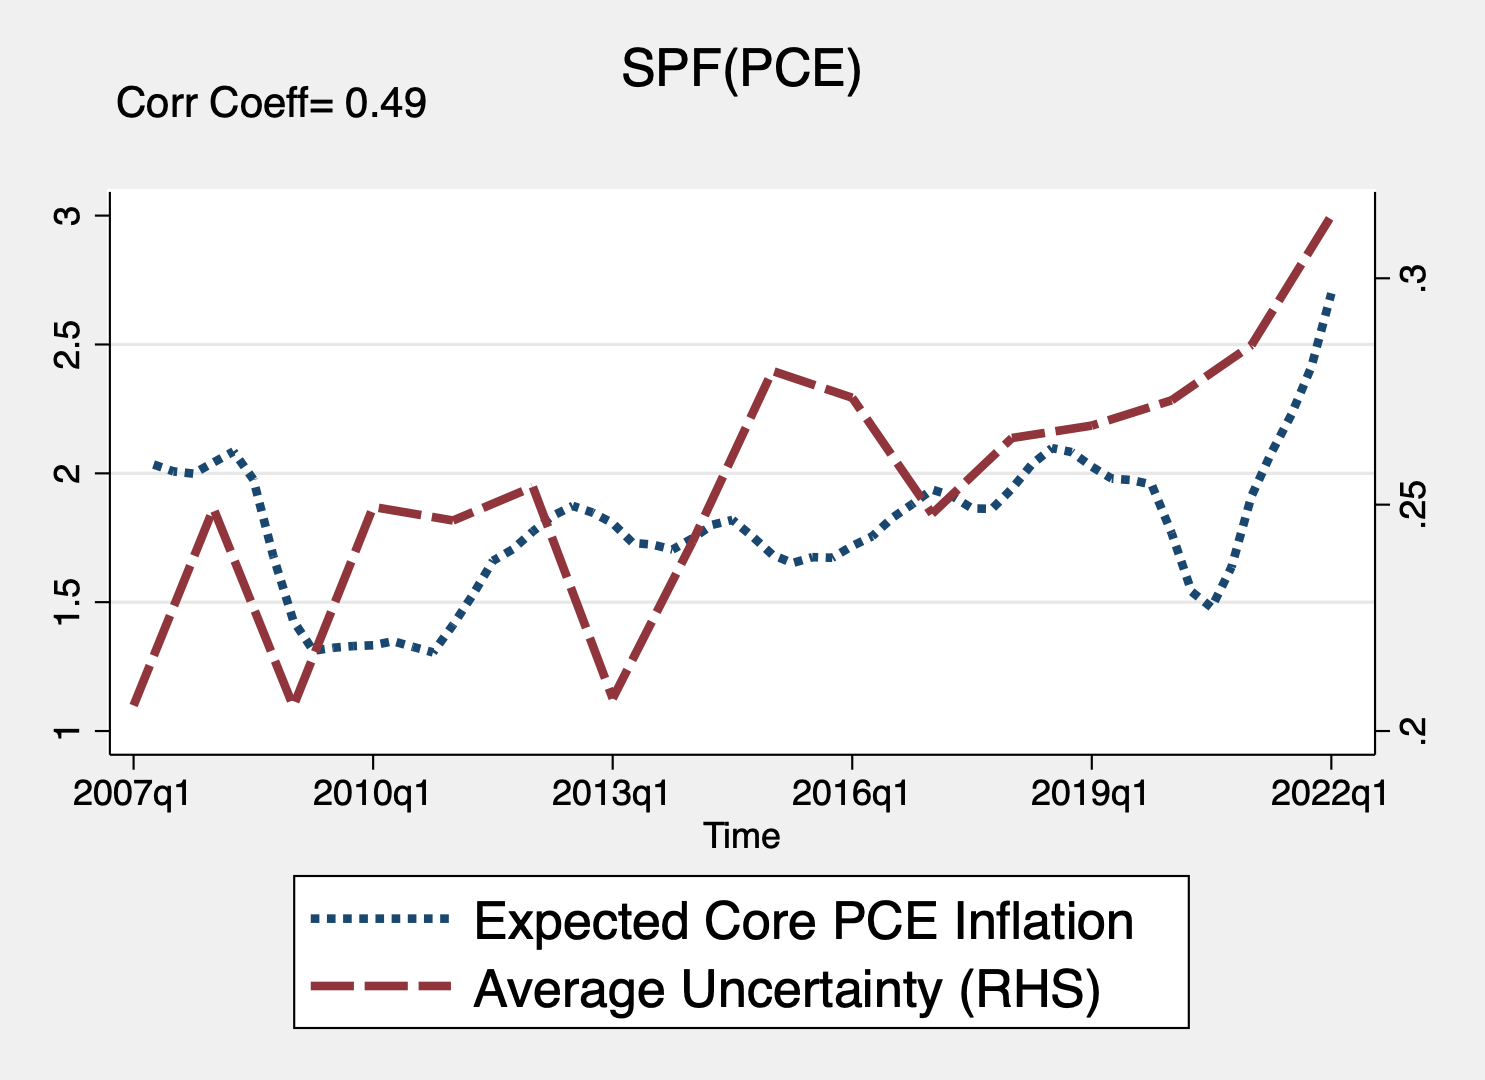 SPF(PCE)
Corr Coeff= 0.49
3
2.5
2
1.5
1
.3
.25
.2
2007q1 2010q1 2013q1 2016q1 2019q1 2022q1
Time
Expected Core PCE Inflation
Average Uncertainty (RHS)